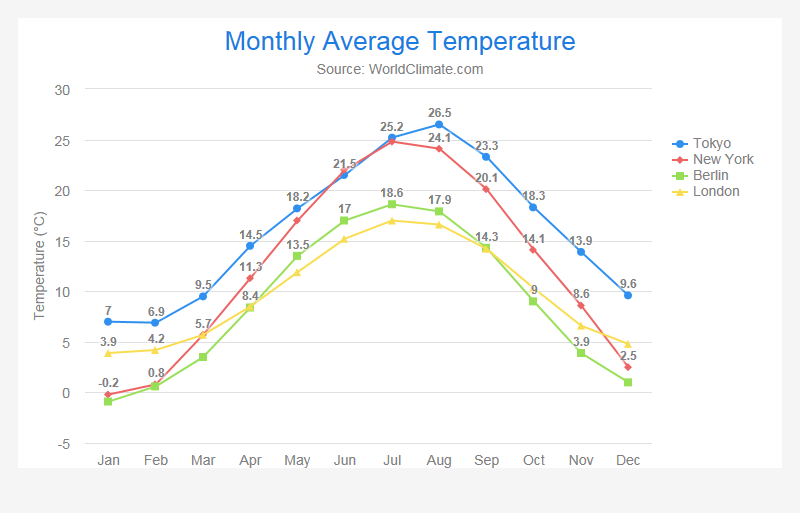 Monthly Average Temperature
Source: WorldClimate.com
Temperature (°C)
30
25
20
15
10
5
0
-5
Jan Feb Mar Apr May Jun Jul Aug Sep Oct Nov Dec
7 6.9 9.5 14.5 18.2 21.5 25.2 26.5 23.3 18.3 13.9 9.6
-0.2 0.8 5.7 11.3 24.1 20.1 14.1 8.6 2.5
8.4 13.5 17 18.6 17.9 14.3 9 3.9
3.9 4.2
Tokyo
New York
Berlin
London